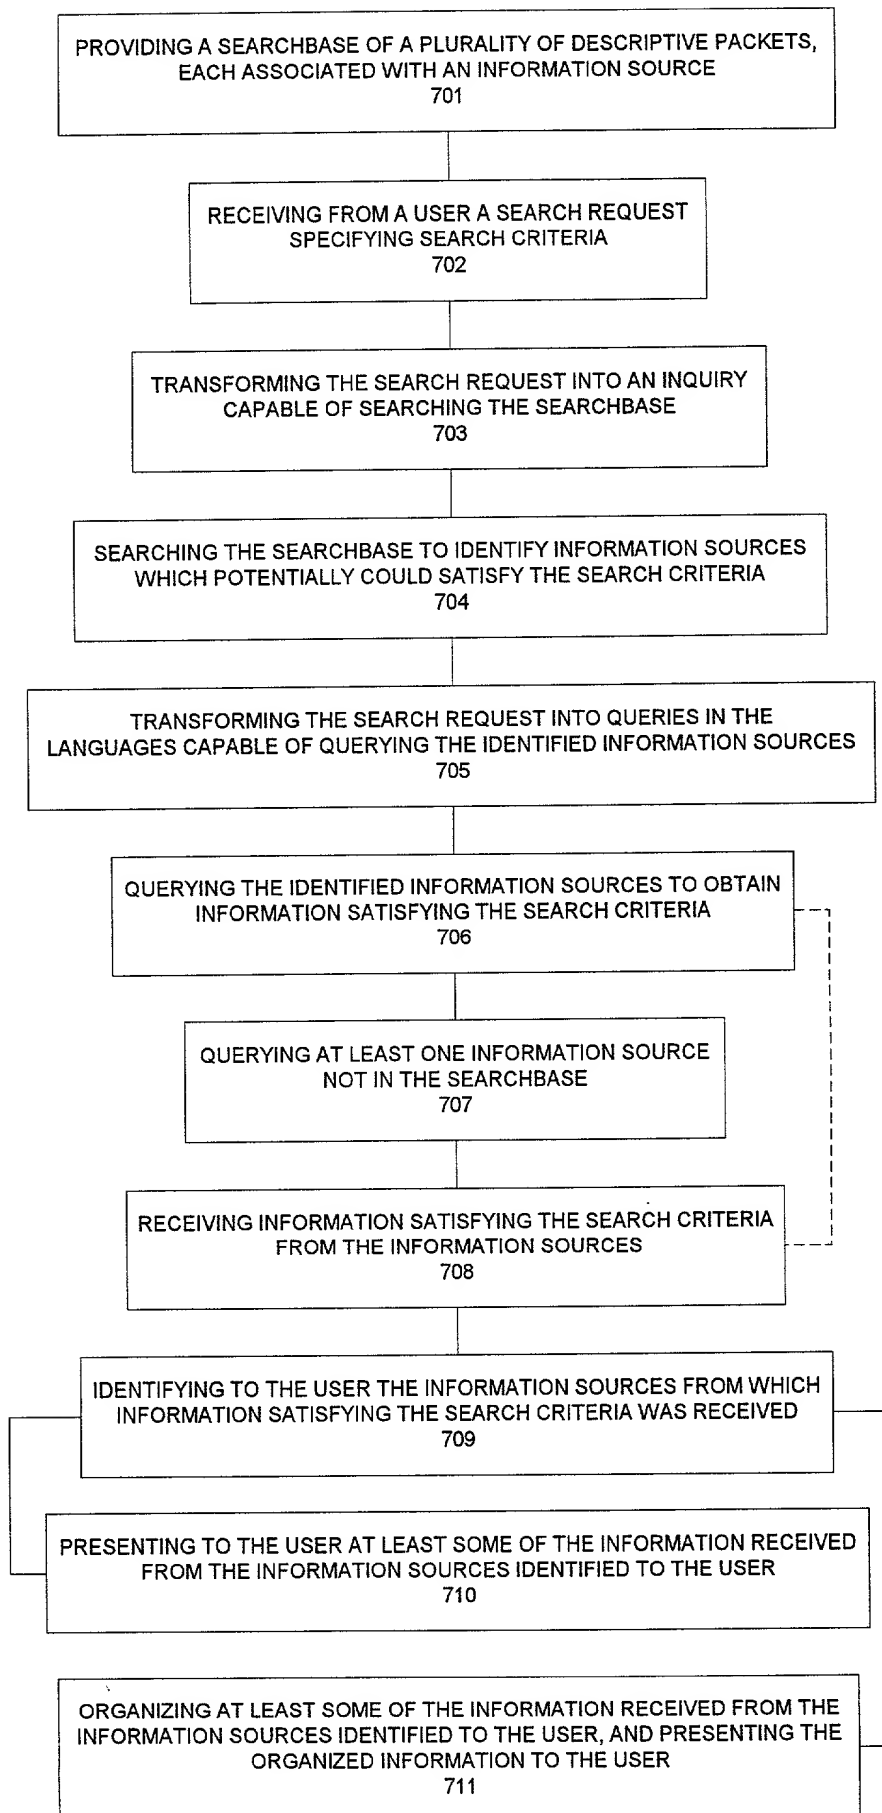 PROVIDING A SEARCHBASE OF A PLURALITY OF DESCRIPTIVE PACKETS,
EACH ASSOCIATED WITH AN INFORMATION SOURCE
701
RECEIVING FROM A USER A SEARCH REQUEST
SPECIFYING SEARCH CRITERIA
702
TRANSFORMING THE SEARCH REQUEST INTO AN INQUIRY
CAPABLE OF SEARCHING THE SEARCHBASE
703
SEARCHING THE SEARCHBASE TO IDENTIFY INFORMATION SOURCES
WHICH POTENTIALLY COULD SATISFY THE SEARCH CRITERIA
704
TRANSFORMING THE SEARCH REQUEST INTO QUERIES IN THE
LANGUAGES CAPABLE OF QUERYING THE IDENTIFIED INFORMATION SOURCES
705
QUERYING THE IDENTIFIED INFORMATION SOURCES TO OBTAIN
INFORMATION SATISFYING THE SEARCH CRITERIA
706
QUERYING AT LEAST ONE INFORMATION SOURCE
NOT IN THE SEARCHBASE
707
RECEIVING INFORMATION SATISFYING THE SEARCH CRITERIA
FROM THE INFORMATION SOURCES
708
IDENTIFYING TO THE USER THE INFORMATION SOURCES FROM WHICH
INFORMATION SATISFYING THE SEARCH CRITERIA WAS RECEIVED
709
PRESENTING TO THE USER AT LEAST SOME OF THE INFORMATION RECEIVED
FROM THE INFORMATION SOURCES IDENTIFIED TO THE USER
710
ORGANIZING AT LEAST SOME OF THE INFORMATION RECEIVED FROM THE
INFORMATION SOURCES IDENTIFIED TO THE USER, AND PRESENTING THE
ORGANIZED INFORMATION TO THE USER
711